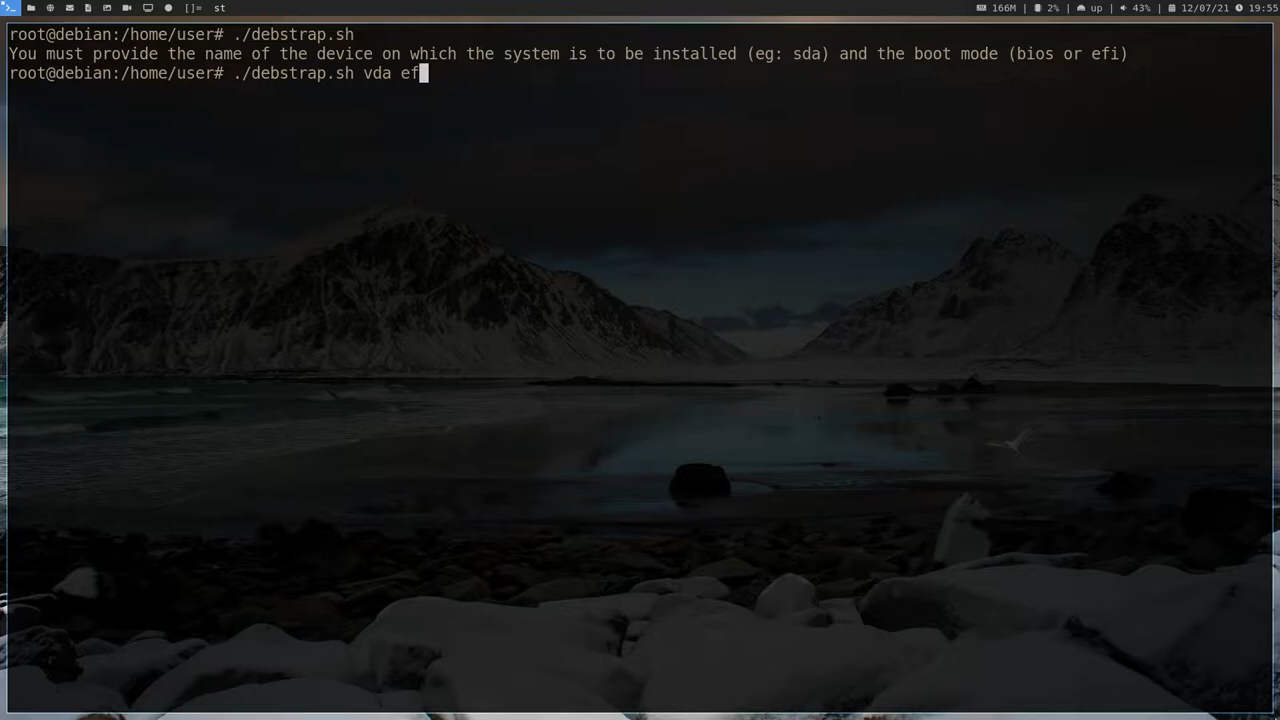 []= st 166M | 2% | up | 43% | 12/07/21 19:55
root@debian:/home/user# ./debstrap.sh
You must provide the name of the device on which the system is to be installed (eg: sda) and the boot mode (bios or efi)
root@debian:/home/user# ./debstrap.sh vda ef